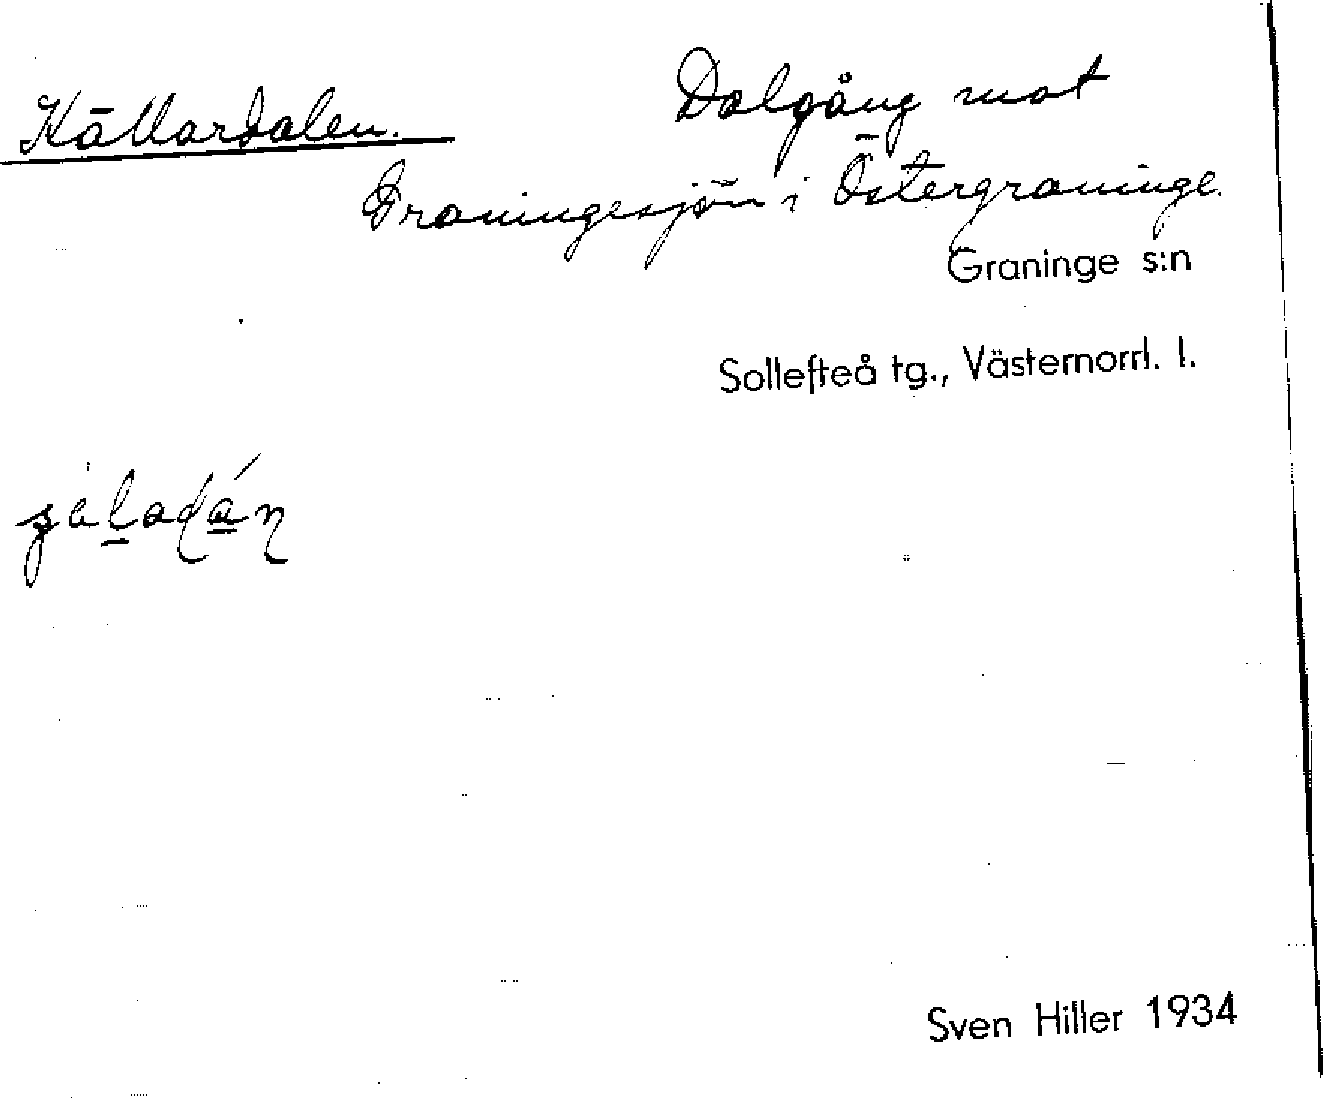 Källardalen.
Dalgång mot
Graningesjön i Östergraninge.
Graninge s:n
Sollefteå tg., Västernorrl. l.
Sven Hiller 1934